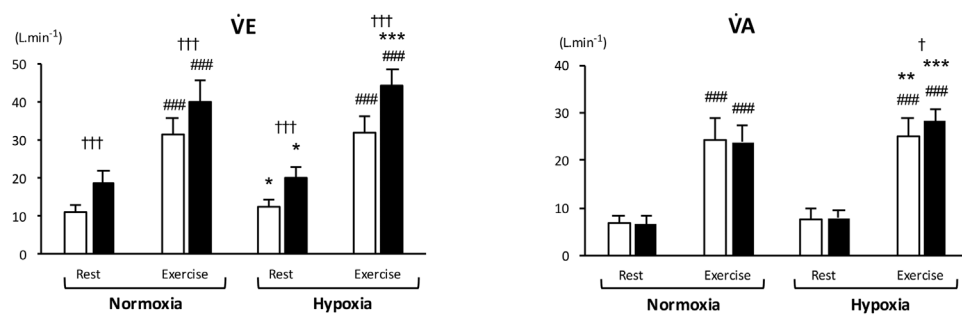 V̇E
(L.min⁻¹)
†††
***
†††
###
###
50
40
###
###
30
†††
†††
*
20
*
10
0
Rest
Exercise
Rest
Exercise
Normoxia
Hypoxia
V̇A
(L.min⁻¹)
†
***
**
40
###
###
###
###
30
20
10
0
Rest
Exercise
Rest
Exercise
Normoxia
Hypoxia